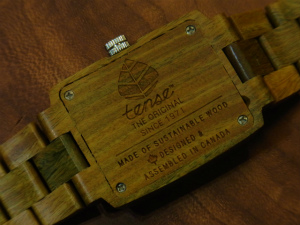 tense
THE ORIGINAL
SINCE 1971
MADE OF SUSTAINABLE WOOD
DESIGNED &
ASSEMBLED IN CANADA